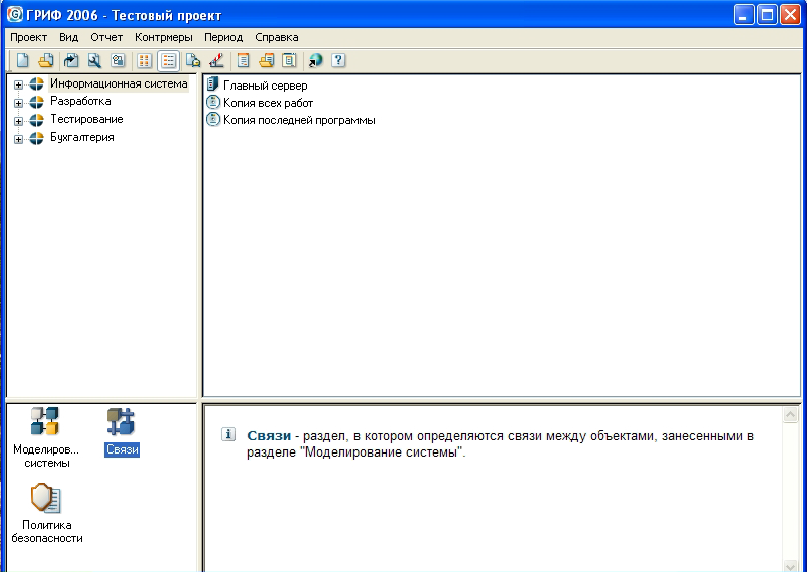 ГРИФ 2006 - Тестовый проект
Проект Вид Отчет Контрмеры Период Справка
Информационная система
Разработка
Тестирование
Бухгалтерия
Главный сервер
Копия всех работ
Копия последней программы
Моделиров...
системы
Связи
Политика
безопасности
Связи - раздел, в котором определяются связи между объектами, занесенными в
разделе "Моделирование системы".